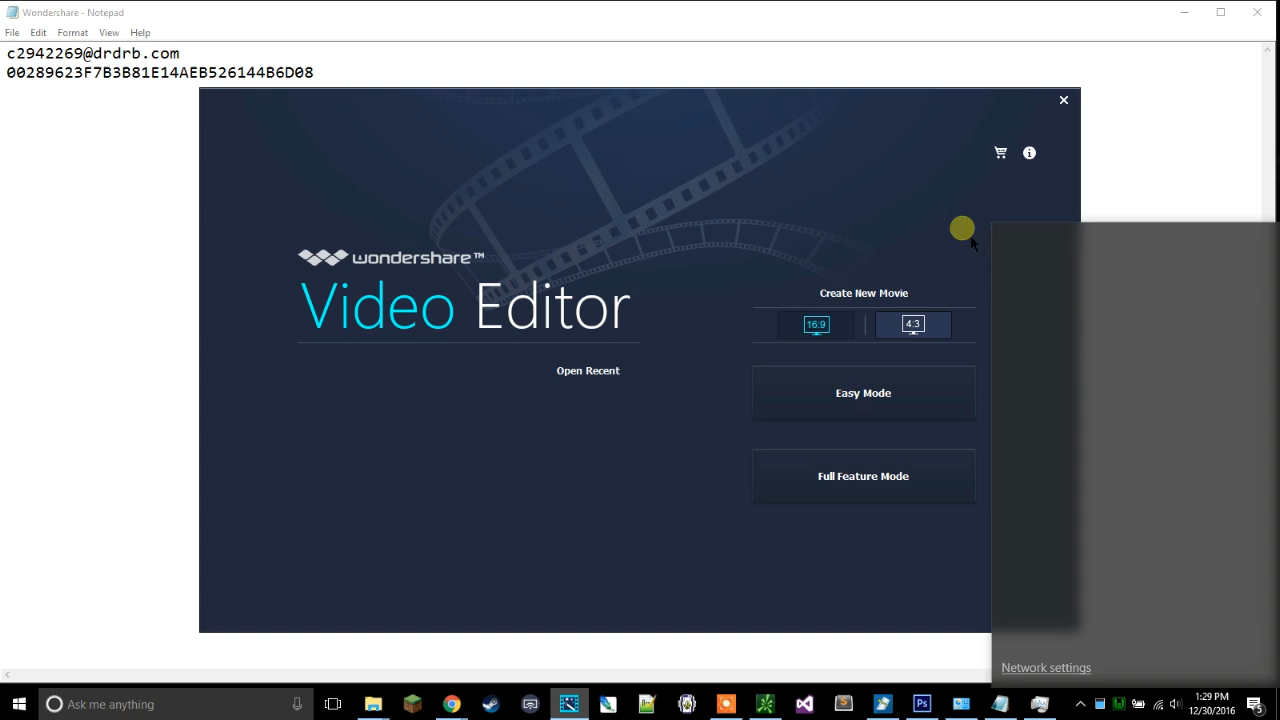 Wondershare - Notepad
File Edit Format View Help
c2942269@drdrb.com
00289623F7B3B81E14AEB526144B6D08
wondershare™
Video Editor
Open Recent
Create New Movie
16:9
4:3
Easy Mode
Full Feature Mode
Network settings
Ask me anything
Ps
1:29 PM
12/30/2016
5